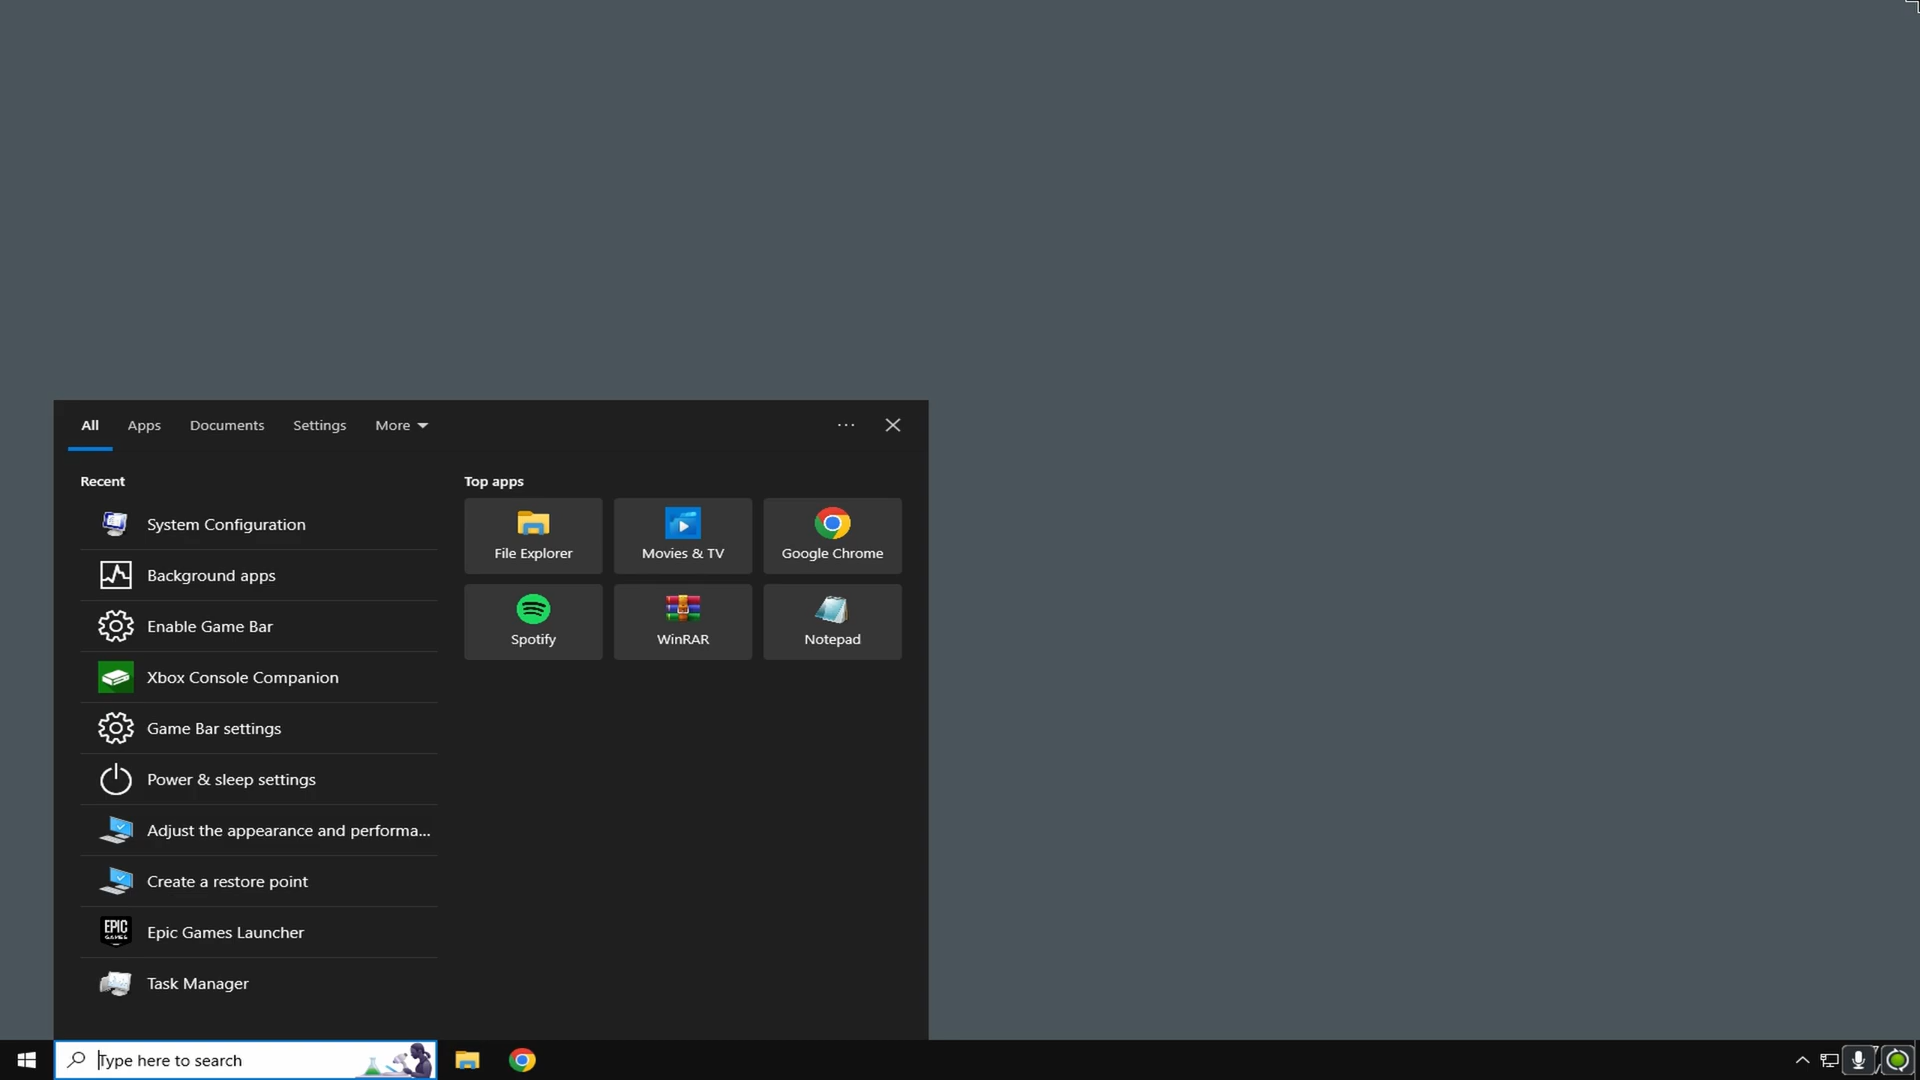 All Apps Documents Settings More
Recent
System Configuration
Background apps
Enable Game Bar
Xbox Console Companion
Game Bar settings
Power & sleep settings
Adjust the appearance and performa...
Create a restore point
EPIC GAMES
Epic Games Launcher
Task Manager
Top apps
File Explorer
Movies & TV
Google Chrome
Spotify
WinRAR
Notepad
Type here to search